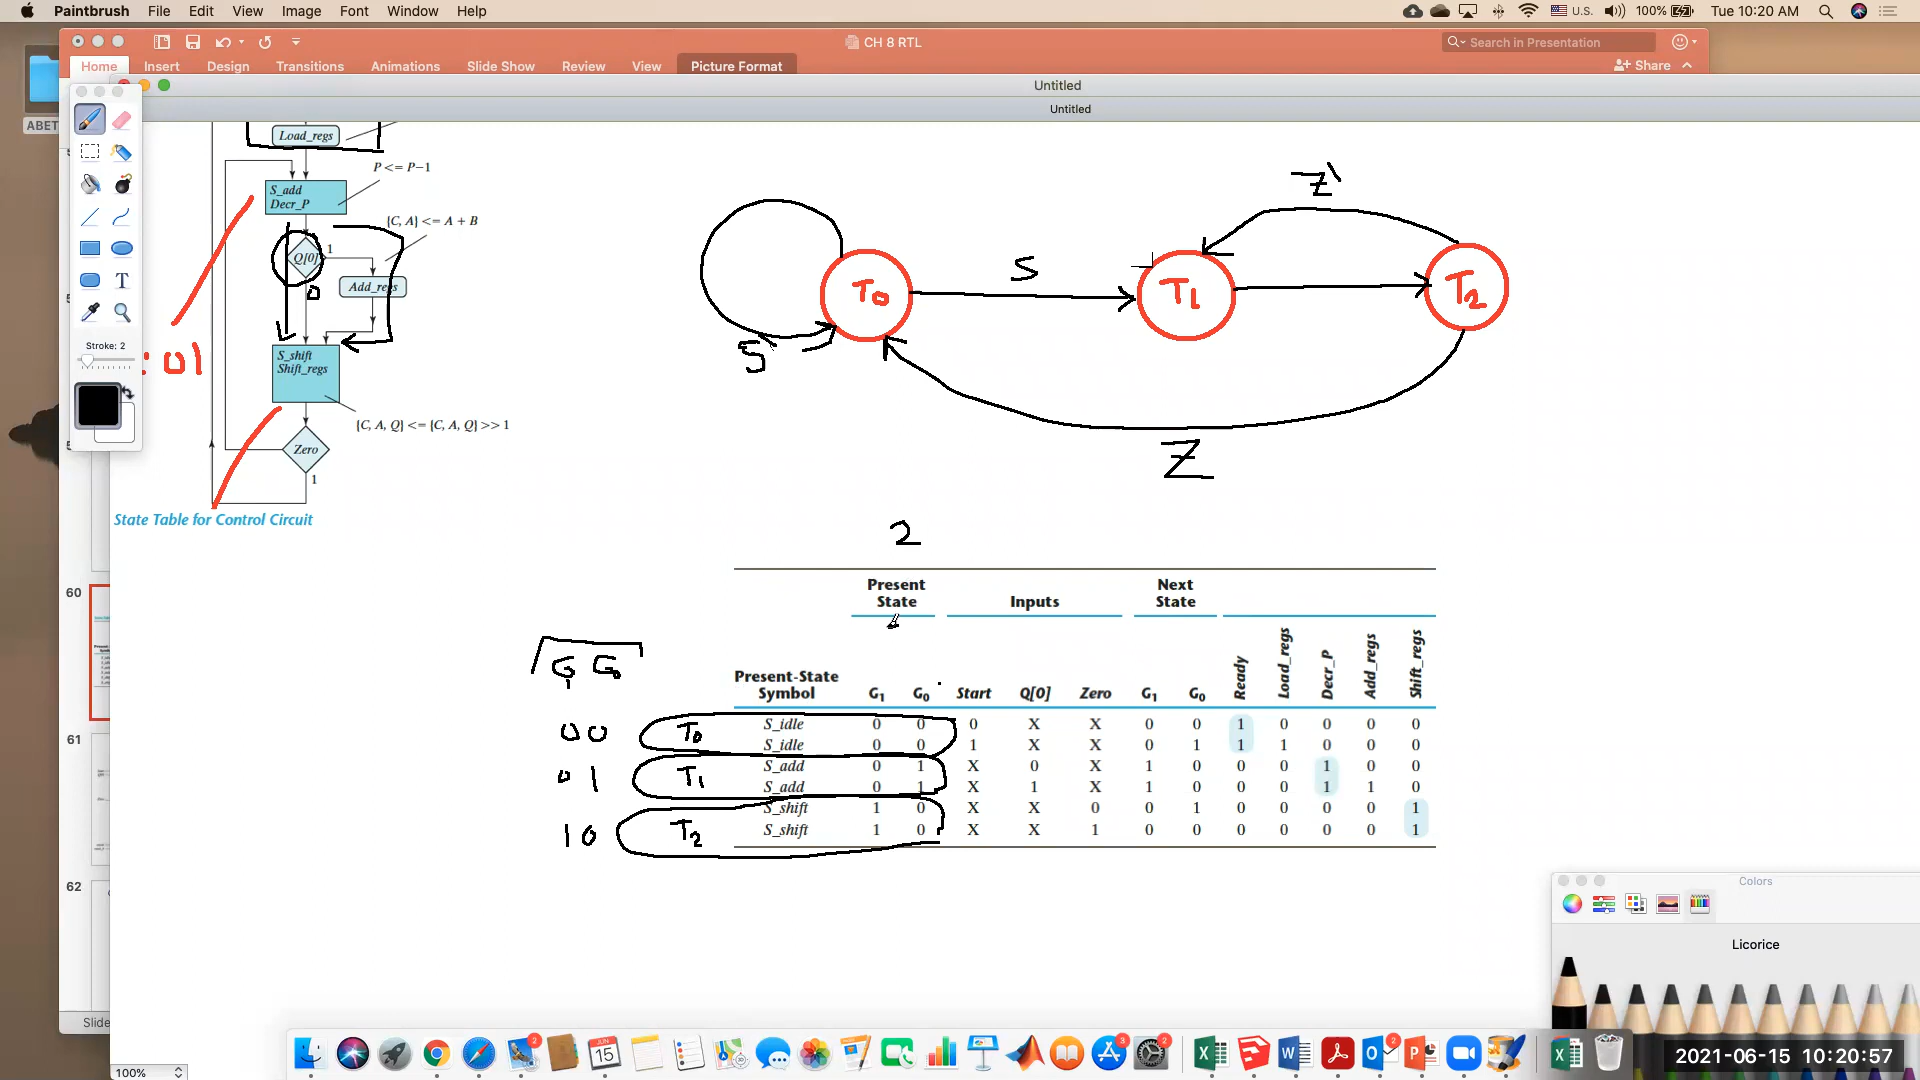 Paintbrush File Edit View Image Font Window Help
U.S. 100% Tue 10:20 AM
CH 8 RTL
Search in Presentation
Home Insert Design Transitions Animations Slide Show Review View Picture Format
Share
Untitled
Untitled
ABET
Load_regs
P <= P−1
S_add
Decr_P
{C, A} <= A + B
Q[0]
1
0
Add_regs
Stroke: 2
: 01
S_shift
Shift_regs
{C, A, Q} <= {C, A, Q} >> 1
Zero
1
State Table for Control Circuit
Z'
T0 S T1 T2
S'
Z
2
Present State Inputs Next State
G1 G0
Present-State Symbol G1 G0 Start Q[0] Zero G1 G0 Ready Load_regs Decr_P Add_regs Shift_regs
00 T0 S_idle 0 0 0 X X 0 0 1 0 0 0 0
S_idle 0 0 1 X X 0 1 1 1 0 0 0
01 T1 S_add 0 1 X 0 X 1 0 0 0 1 0 0
S_add 0 1 X 1 X 1 0 0 0 1 1 0
S_shift 1 0 X X 0 0 1 0 0 0 0 1
10 T2 S_shift 1 0 X X 1 0 0 0 0 0 0 1
60
61
62
Slide
100%
Colors
Licorice
JUN
15
2
3
2
2
2021-06-15 10:20:57